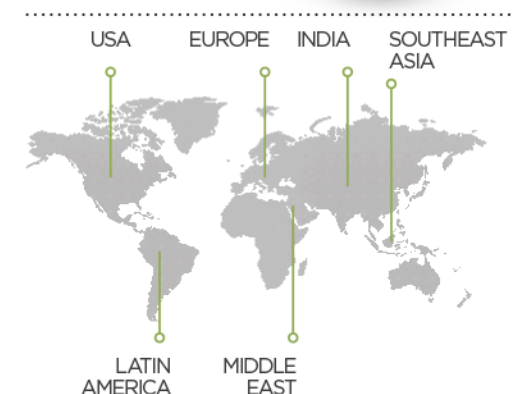 USA
EUROPE
INDIA
SOUTHEAST
ASIA
LATIN
AMERICA
MIDDLE
EAST